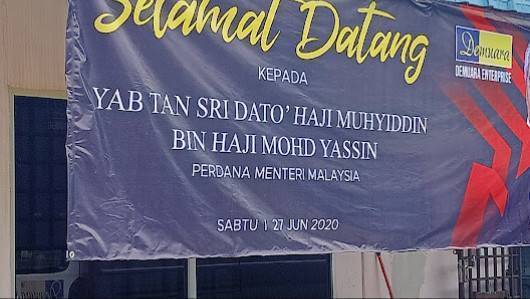 Selamat Datang
Demuara
DEMUARA ENTERPRISE
KEPADA
YAB TAN SRI DATO' HAJI MUHYIDDIN
BIN HAJI MOHD YASSIN
PERDANA MENTERI MALAYSIA
SABTU | 27 JUN 2020